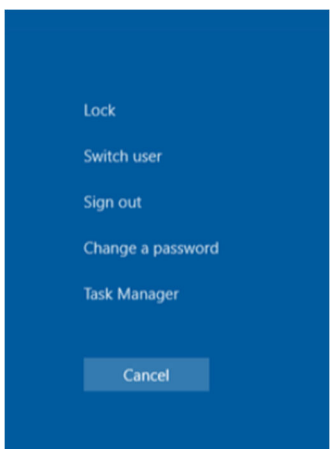 Lock
Switch user
Sign out
Change a password
Task Manager
Cancel